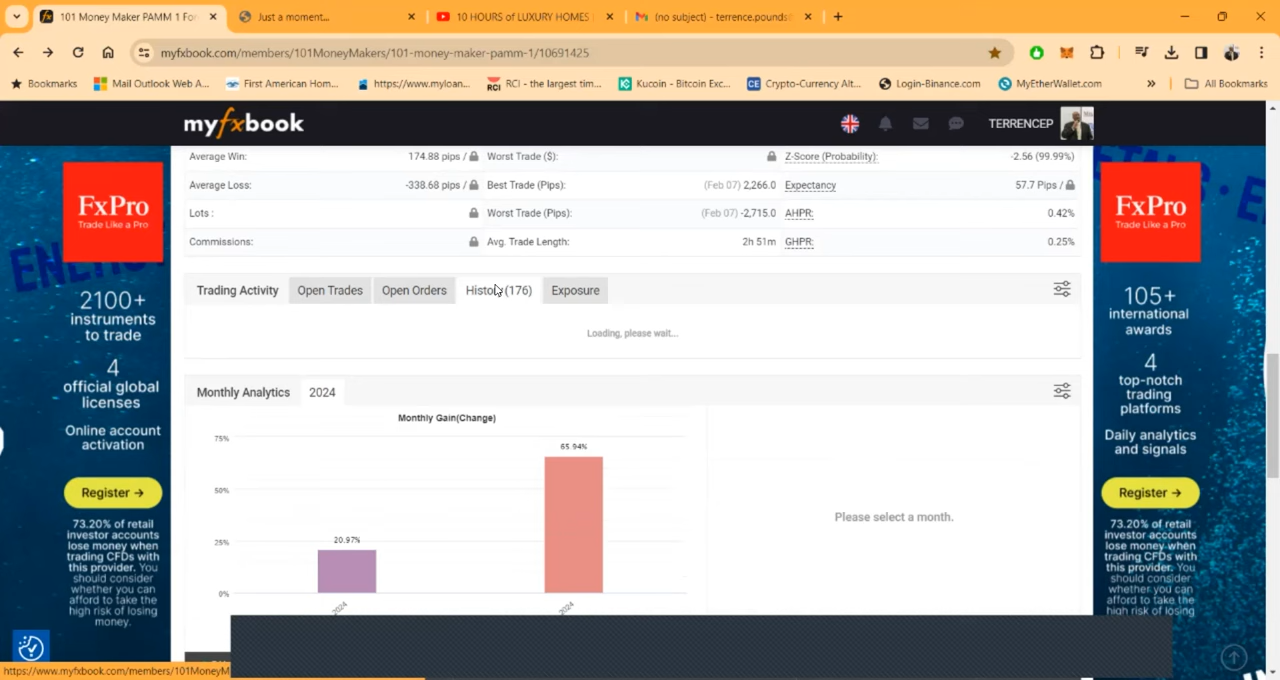 101 Money Maker PAMM 1 For
Just a moment...
10 HOURS of LUXURY HOMES
(no subject) - terrence.pounds
myfxbook.com/members/101MoneyMakers/101-money-maker-pamm-1/10691425
Bookmarks
Mail Outlook Web A...
First American Hom...
https://www.myloan...
RCI - the largest tim...
Kucoin - Bitcoin Exc...
Crypto-Currency Alt...
Login-Binance.com
MyEtherWallet.com
All Bookmarks
myfxbook
TERRENCEP
Average Win: 174.88 pips / Worst Trade ($): Z-Score (Probability): -2.56 (99.99%)
Average Loss: -338.68 pips / Best Trade (Pips): (Feb 07) 2,266.0 Expectancy 57.7 Pips /
Lots : Worst Trade (Pips): (Feb 07) -2,715.0 AHPR: 0.42%
Commissions: Avg. Trade Length: 2h 51m GHPR: 0.25%
Trading Activity Open Trades Open Orders History (176) Exposure
Loading, please wait...
Monthly Analytics 2024
Monthly Gain(Change)
75%
65.94%
50%
25%
20.97%
0%
2024
2024
Please select a month.
FxPro
Trade Like a Pro
2100+
instruments
to trade
4
official global
licenses
Online account
activation
Register →
73.20% of retail
investor accounts
lose money when
trading CFDs with
this provider. You
should consider
whether you can
afford to take the
high risk of losing
money.
FxPro
Trade Like a Pro
105+
international
awards
4
top-notch
trading
platforms
Daily analytics
and signals
Register →
73.20% of retail
investor accounts
lose money when
trading CFDs with
this provider. You
should consider
whether you can
afford to take the
high risk of losing
https://www.myfxbook.com/members/101MoneyM